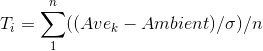 T_i = \sum_{1}^{n} ((Ave_k - Ambient)/\sigma)/n